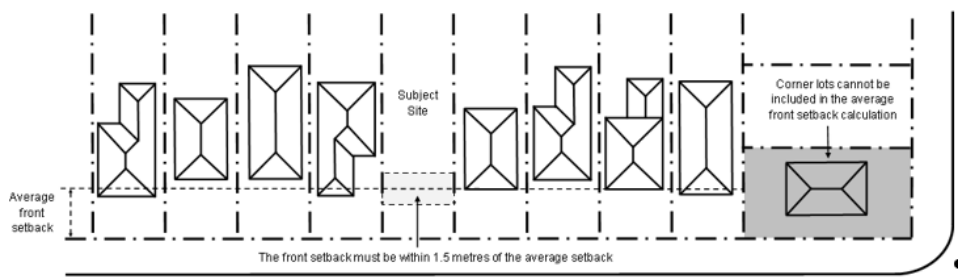 Subject
Site
Corner lots cannot be
included in the average
front setback calculation
Average
front
setback
The front setback must be within 1.5 metres of the average setback